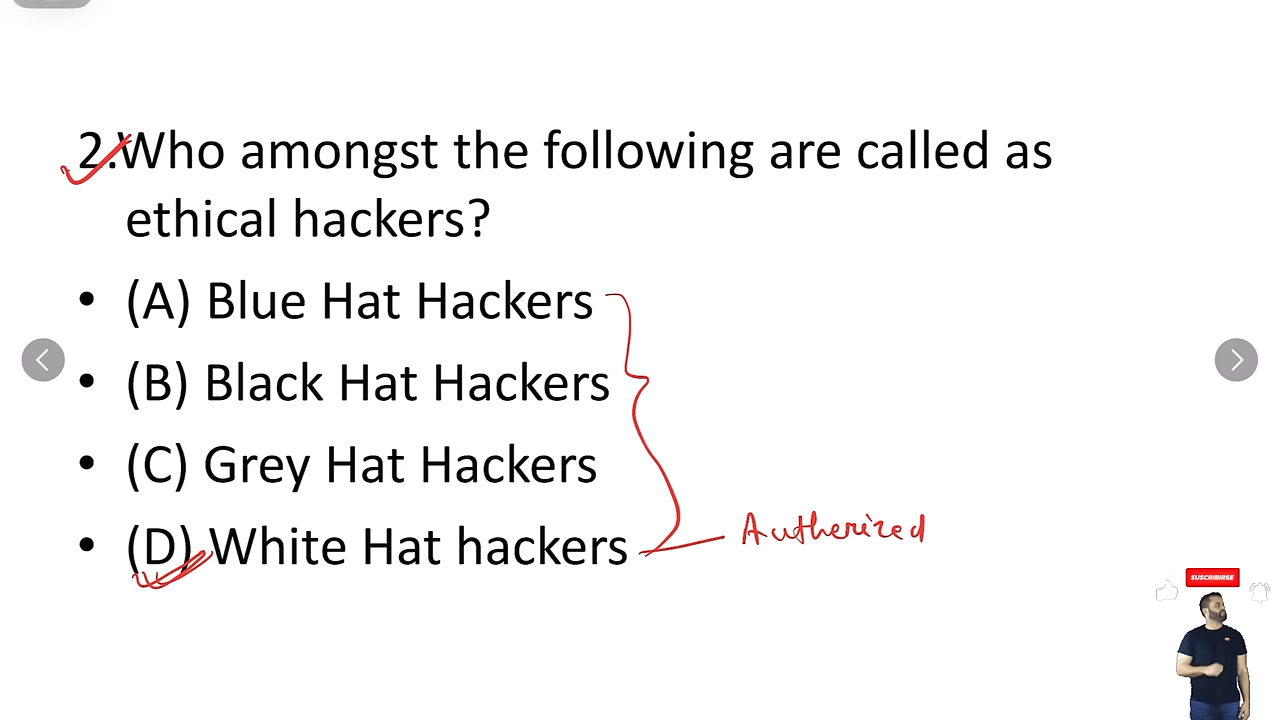 2.Who amongst the following are called as
ethical hackers?
• (A) Blue Hat Hackers
• (B) Black Hat Hackers
• (C) Grey Hat Hackers
• (D) White Hat hackers
Autherized
SUSCRIBIRSE